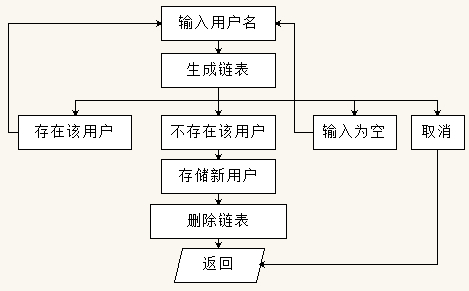 输入用户名
生成链表
存在该用户
不存在该用户
输入为空
取消
存储新用户
删除链表
返回